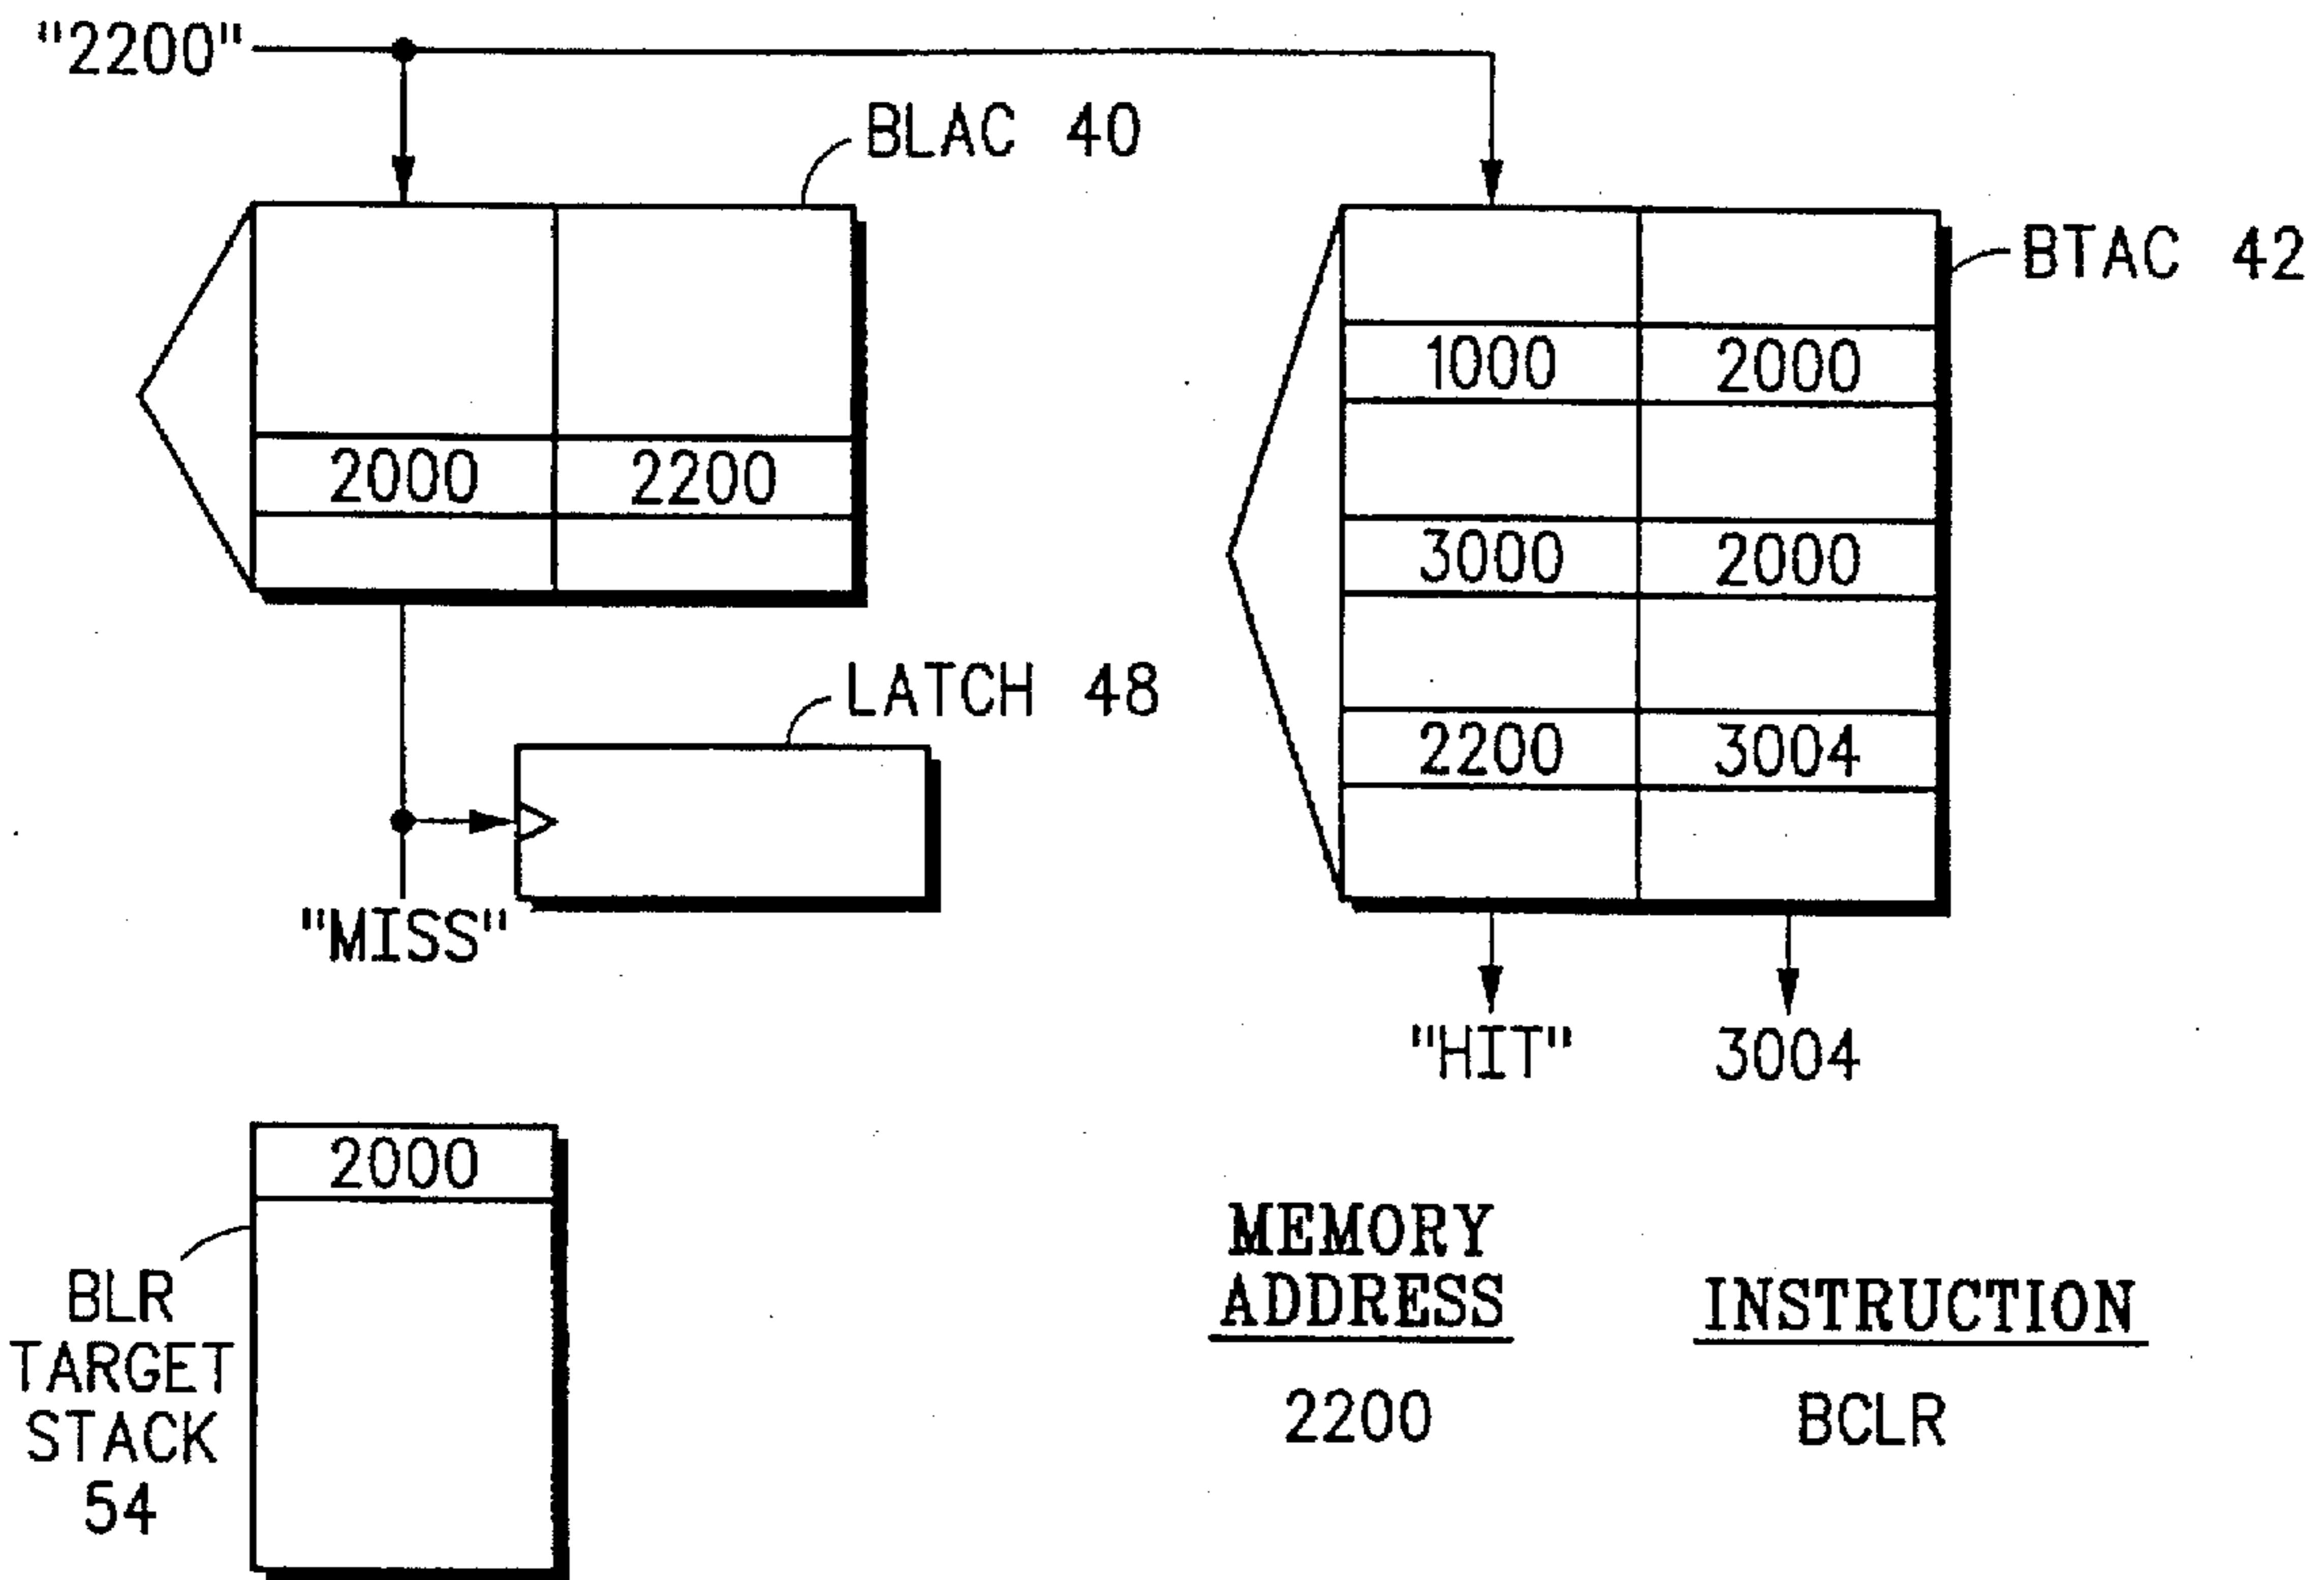 "2200"
BLAC 40
BTAC 42
1000 2000
2000 2200
3000 2000
LATCH 48
2200 3004
"MISS"
"HIT" 3004
2000
BLR
TARGET
STACK
54
MEMORY
ADDRESS INSTRUCTION
2200 BCLR